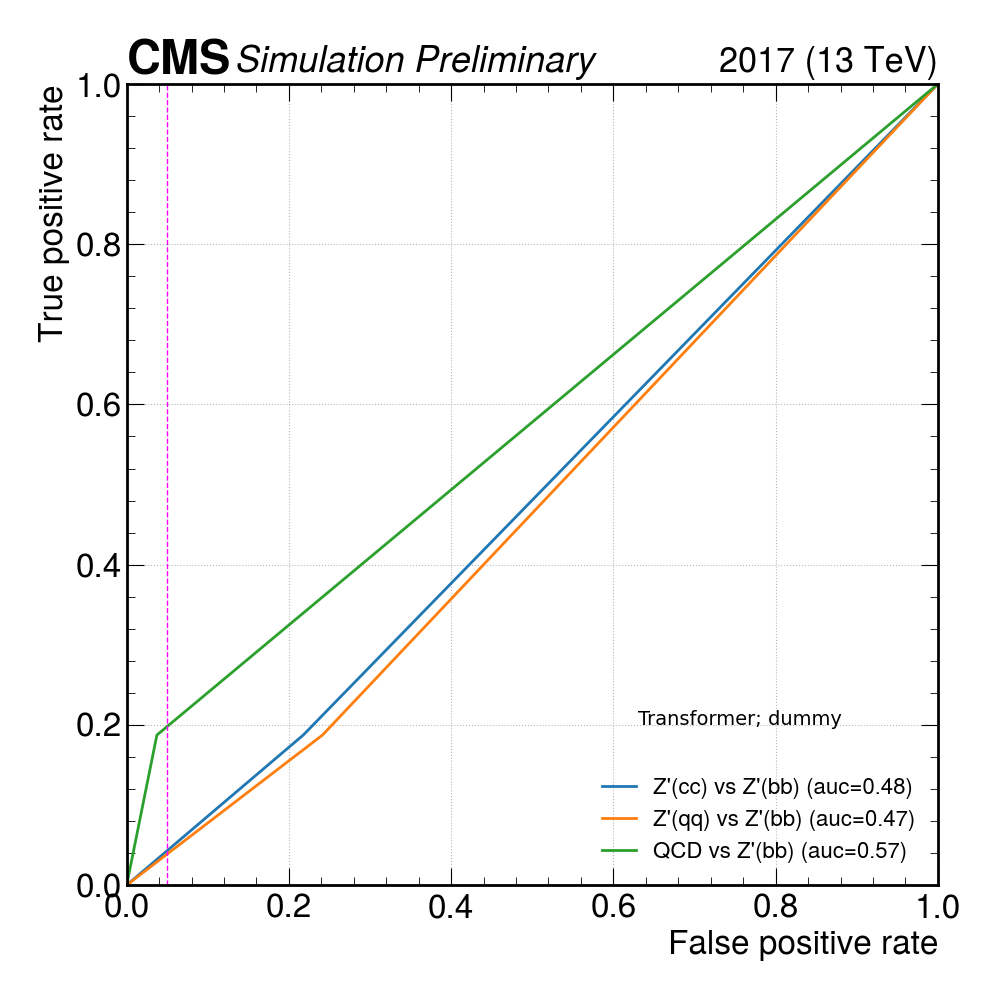 CMS Simulation Preliminary 2017 (13 TeV)
True positive rate
1.0
0.8
0.6
0.4
0.2
0.0
Transformer; dummy
Z'(cc) vs Z'(bb) (auc=0.48)
Z'(qq) vs Z'(bb) (auc=0.47)
QCD vs Z'(bb) (auc=0.57)
0.0 0.2 0.4 0.6 0.8 1.0
False positive rate